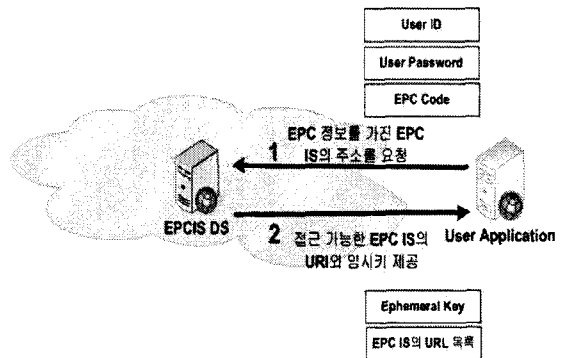 User ID
User Password
EPC Code
1 EPC 정보를 가진 EPC
IS의 주소를 요청
EPCIS DS
2 접근 가능한 EPC IS의
URI와 임시키 제공
User Application
Ephemeral Key
EPC IS의 URL 목록